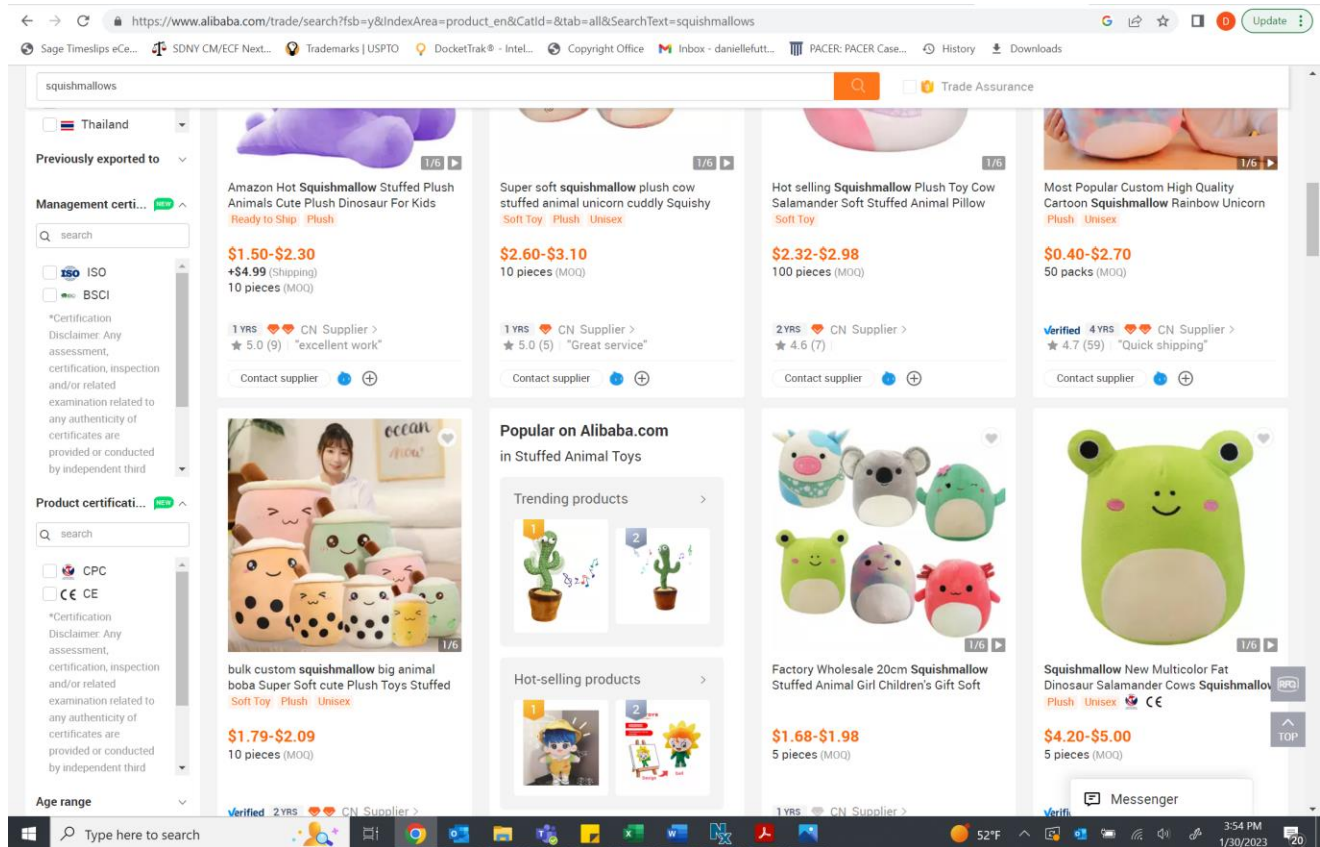 https://www.alibaba.com/trade/search?fsb=y&IndexArea=product_en&CatId=&tab=all&SearchText=squishmallows
G
D
Update
Sage Timeslips eCe...
SDNY CM/ECF Next...
Trademarks | USPTO
DocketTrak® - Intel...
Copyright Office
Inbox - daniellefutt...
PACER: PACER Case...
History
Downloads
squishmallows
Trade Assurance
Thailand
Previously exported to
Management certi... NEW
search
ISO ISO
BSCI
*Certification
Disclaimer: Any
assessment,
certification, inspection
and/or related
examination related to
any authenticity of
certificates are
provided or conducted
by independent third
Product certificati... NEW
search
CPC
CE CE
*Certification
Disclaimer: Any
assessment,
certification, inspection
and/or related
examination related to
any authenticity of
certificates are
provided or conducted
by independent third
Age range
1/6
Amazon Hot Squishmallow Stuffed Plush
Animals Cute Plush Dinosaur For Kids
Ready to Ship Plush
$1.50-$2.30
+$4.99 (Shipping)
10 pieces (MOQ)
1 YRS CN Supplier >
5.0 (9) "excellent work"
Contact supplier
1/6
Super soft squishmallow plush cow
stuffed animal unicorn cuddly Squishy
Soft Toy Plush Unisex
$2.60-$3.10
10 pieces (MOQ)
1 YRS CN Supplier >
5.0 (5) "Great service"
Contact supplier
1/6
Hot selling Squishmallow Plush Toy Cow
Salamander Soft Stuffed Animal Pillow
Soft Toy
$2.32-$2.98
100 pieces (MOQ)
2 YRS CN Supplier >
4.6 (7)
Contact supplier
1/6
Most Popular Custom High Quality
Cartoon Squishmallow Rainbow Unicorn
Plush Unisex
$0.40-$2.70
50 packs (MOQ)
Verified 4 YRS CN Supplier >
4.7 (59) "Quick shipping"
Contact supplier
ocean
now!
1/6
bulk custom squishmallow big animal
boba Super Soft cute Plush Toys Stuffed
Soft Toy Plush Unisex
$1.79-$2.09
10 pieces (MOQ)
Verified 2 YRS CN Supplier >
Popular on Alibaba.com
in Stuffed Animal Toys
Trending products >
1
2
Hot-selling products >
1
2
1/6
Factory Wholesale 20cm Squishmallow
Stuffed Animal Girl Children's Gift Soft
$1.68-$1.98
5 pieces (MOQ)
1 YRS CN Supplier >
1/6
Squishmallow New Multicolor Fat
Dinosaur Salamander Cows Squishmallow
Plush Unisex CE
$4.20-$5.00
5 pieces (MOQ)
RFQ
TOP
Messenger
Type here to search
52°F
3:54 PM
1/30/2023
20